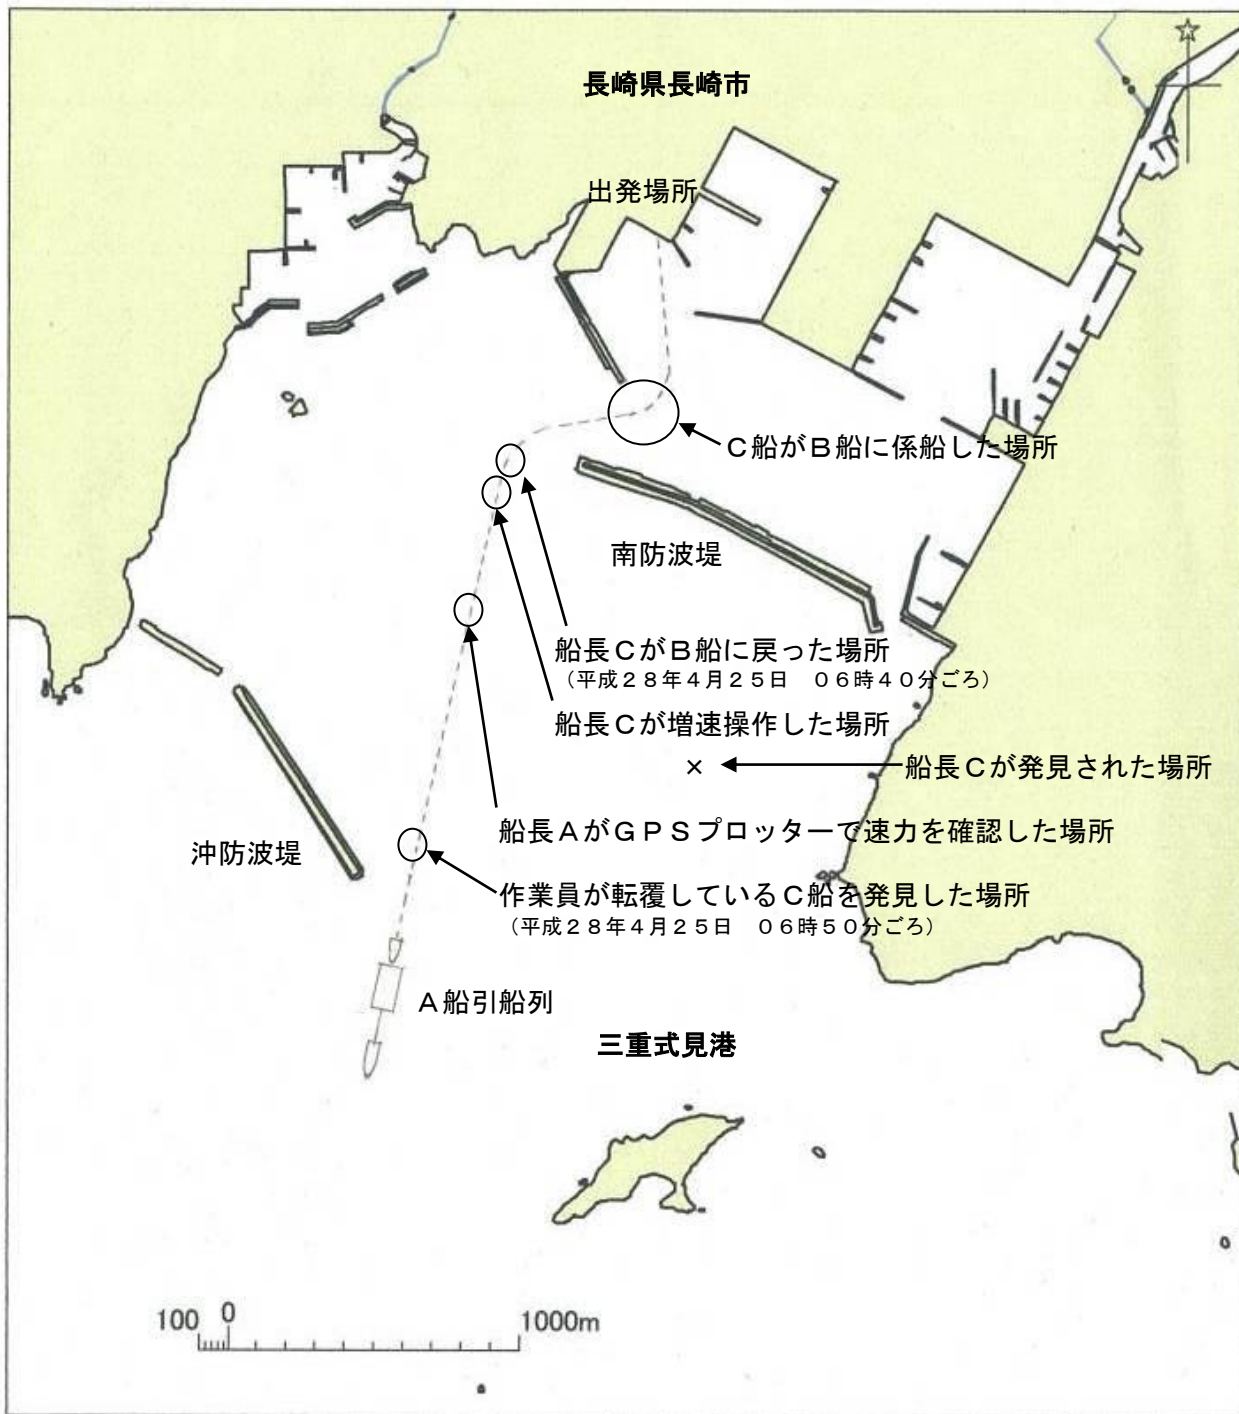 長崎県長崎市
出発場所
C船がB船に係船した場所
南防波堤
船長CがB船に戻った場所
(平成28年4月25日 06時40分ごろ)
船長Cが増速操作した場所
× 船長Cが発見された場所
船長AがGPSプロッターで速力を確認した場所
沖防波堤
作業員が転覆しているC船を発見した場所
(平成28年4月25日 06時50分ごろ)
A船引船列
三重式見港
100 0 1000m